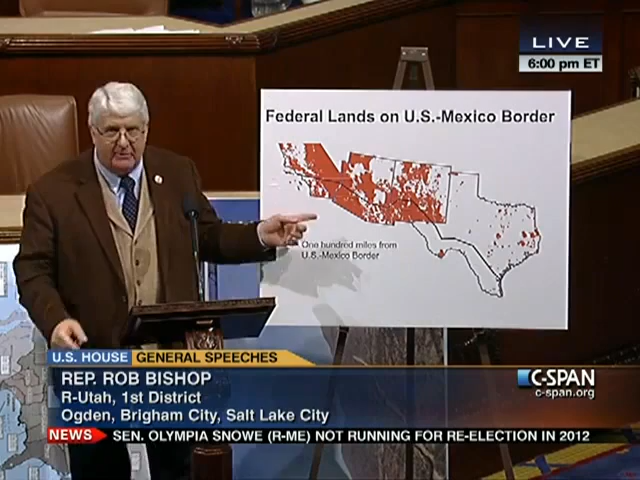 LIVE
6:00 pm ET
Federal Lands on U.S.-Mexico Border
One hundred miles from
U.S.-Mexico Border
U.S. HOUSE GENERAL SPEECHES
REP. ROB BISHOP
R-Utah, 1st District
Ogden, Brigham City, Salt Lake City
C-SPAN
c-span.org
NEWS SEN. OLYMPIA SNOWE (R-ME) NOT RUNNING FOR RE-ELECTION IN 2012